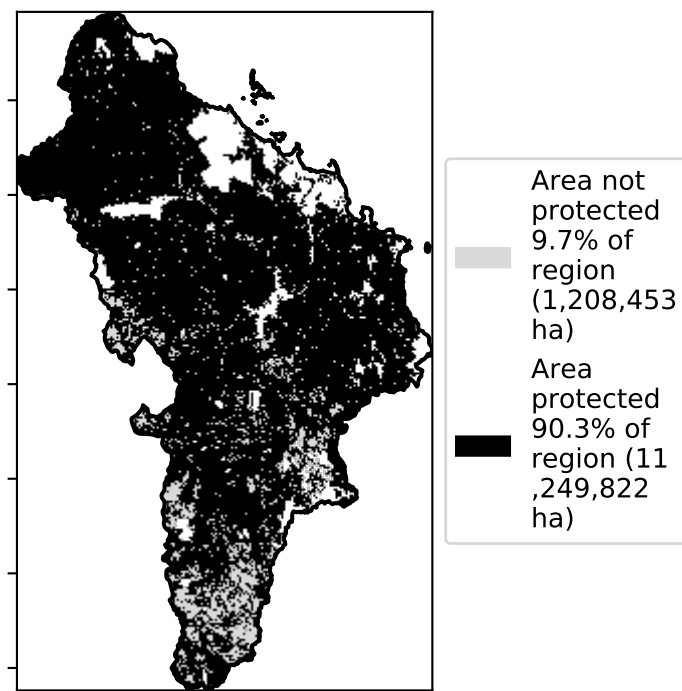 Area not
protected
9.7% of
region
(1,208,453
ha)
Area
protected
90.3% of
region (11
,249,822
ha)